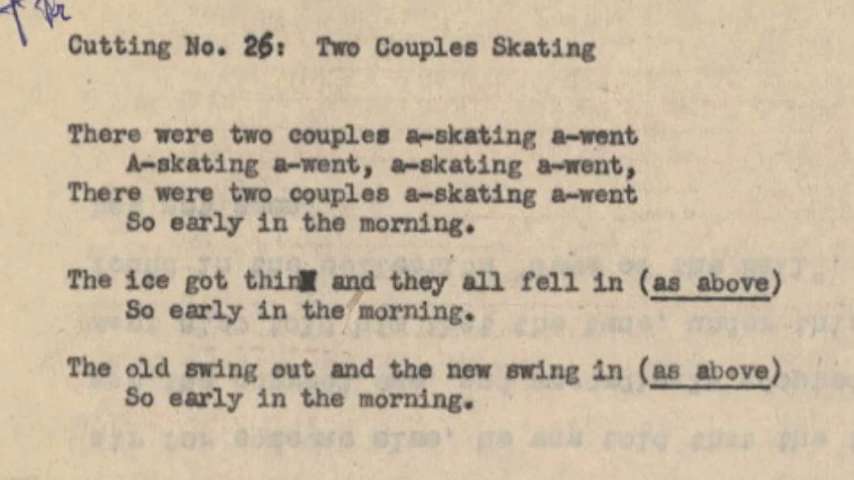 Cutting No. 26: Two Couples Skating
There were two couples a-skating a-went
A-skating a-went, a-skating a-went,
There were two couples a-skating a-went
So early in the morning.
The ice got thin and they all fell in (as above)
So early in the morning.
The old swing out and the new swing in (as above)
So early in the morning.